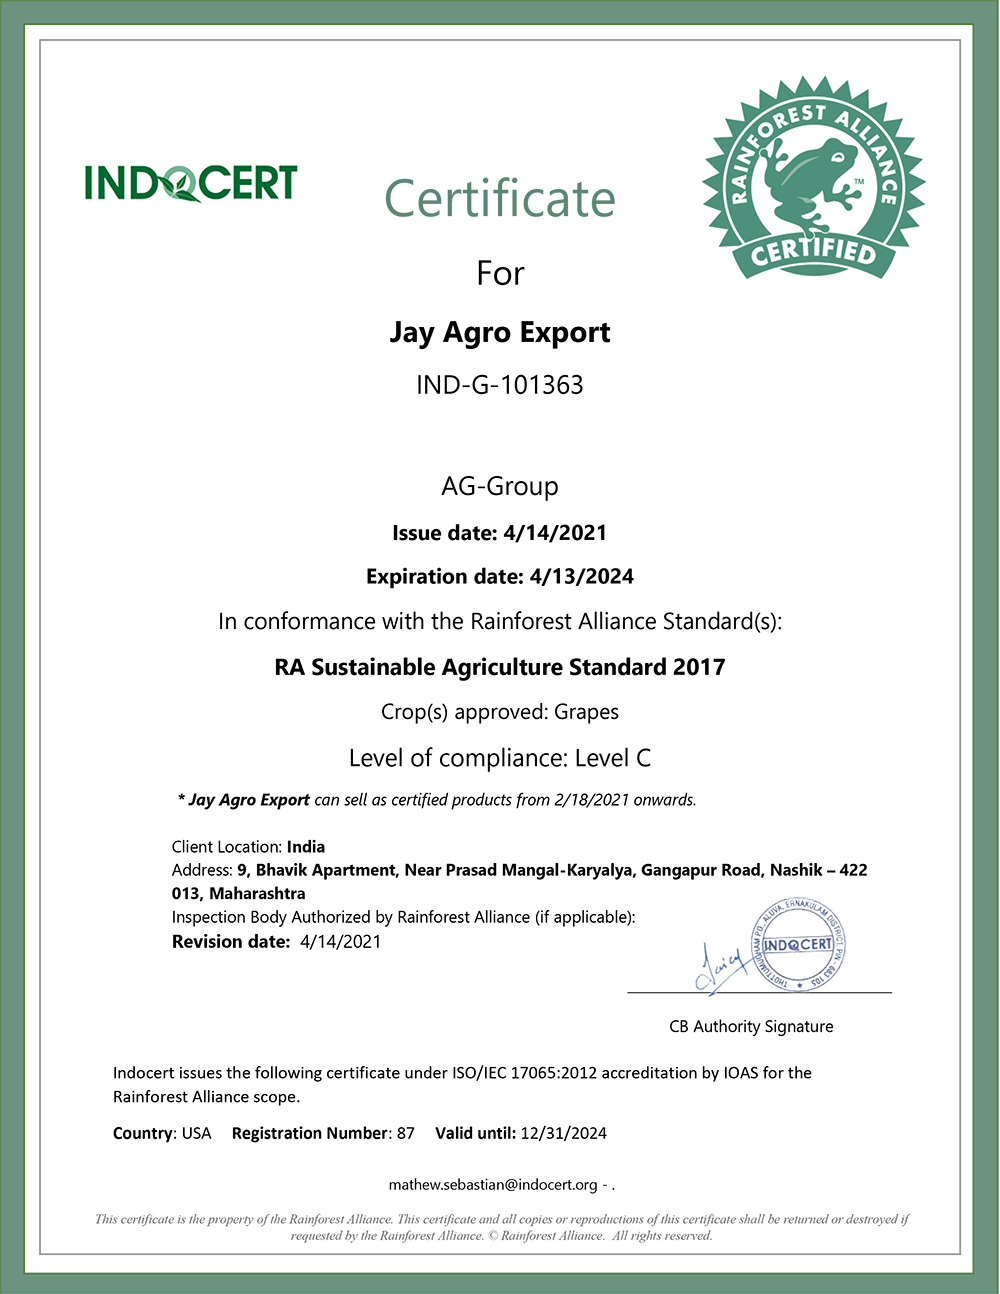 INDOCERT
RAINFOREST ALLIANCE
TM
CERTIFIED
Certificate
For
Jay Agro Export
IND-G-101363
AG-Group
Issue date: 4/14/2021
Expiration date: 4/13/2024
In conformance with the Rainforest Alliance Standard(s):
RA Sustainable Agriculture Standard 2017
Crop(s) approved: Grapes
Level of compliance: Level C
* Jay Agro Export can sell as certified products from 2/18/2021 onwards.
Client Location: India
Address: 9, Bhavik Apartment, Near Prasad Mangal-Karyalya, Gangapur Road, Nashik – 422
013, Maharashtra
Inspection Body Authorized by Rainforest Alliance (if applicable):
Revision date: 4/14/2021
THOTTUMUGHAM PO., ALUVA, ERNAKULAM DISTRICT, PIN - 683 105 *
INDOCERT
CB Authority Signature
Indocert issues the following certificate under ISO/IEC 17065:2012 accreditation by IOAS for the
Rainforest Alliance scope.
Country: USA Registration Number: 87 Valid until: 12/31/2024
mathew.sebastian@indocert.org - .
This certificate is the property of the Rainforest Alliance. This certificate and all copies or reproductions of this certificate shall be returned or destroyed if
requested by the Rainforest Alliance. © Rainforest Alliance. All rights reserved.